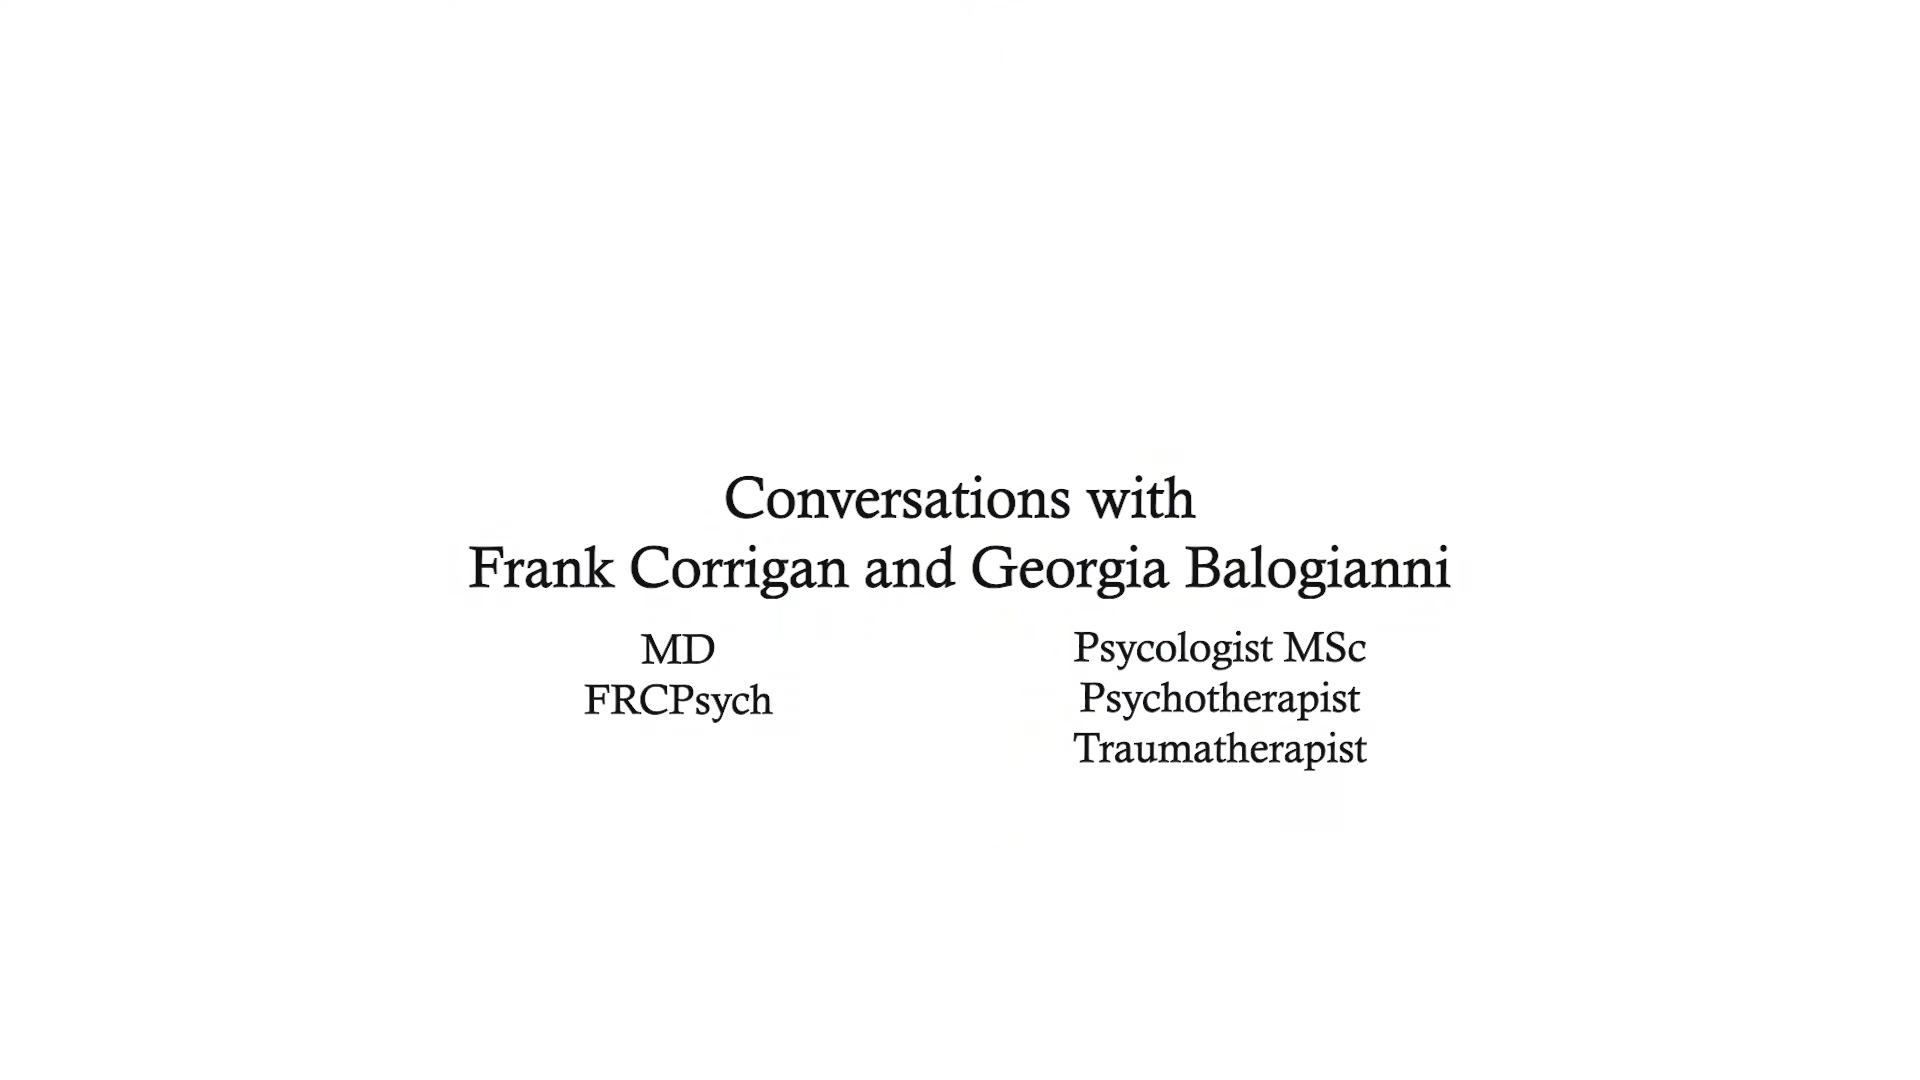 Conversations with
Frank Corrigan and Georgia Balogianni
MD
FRCPsych
Psycologist MSc
Psychotherapist
Traumatherapist